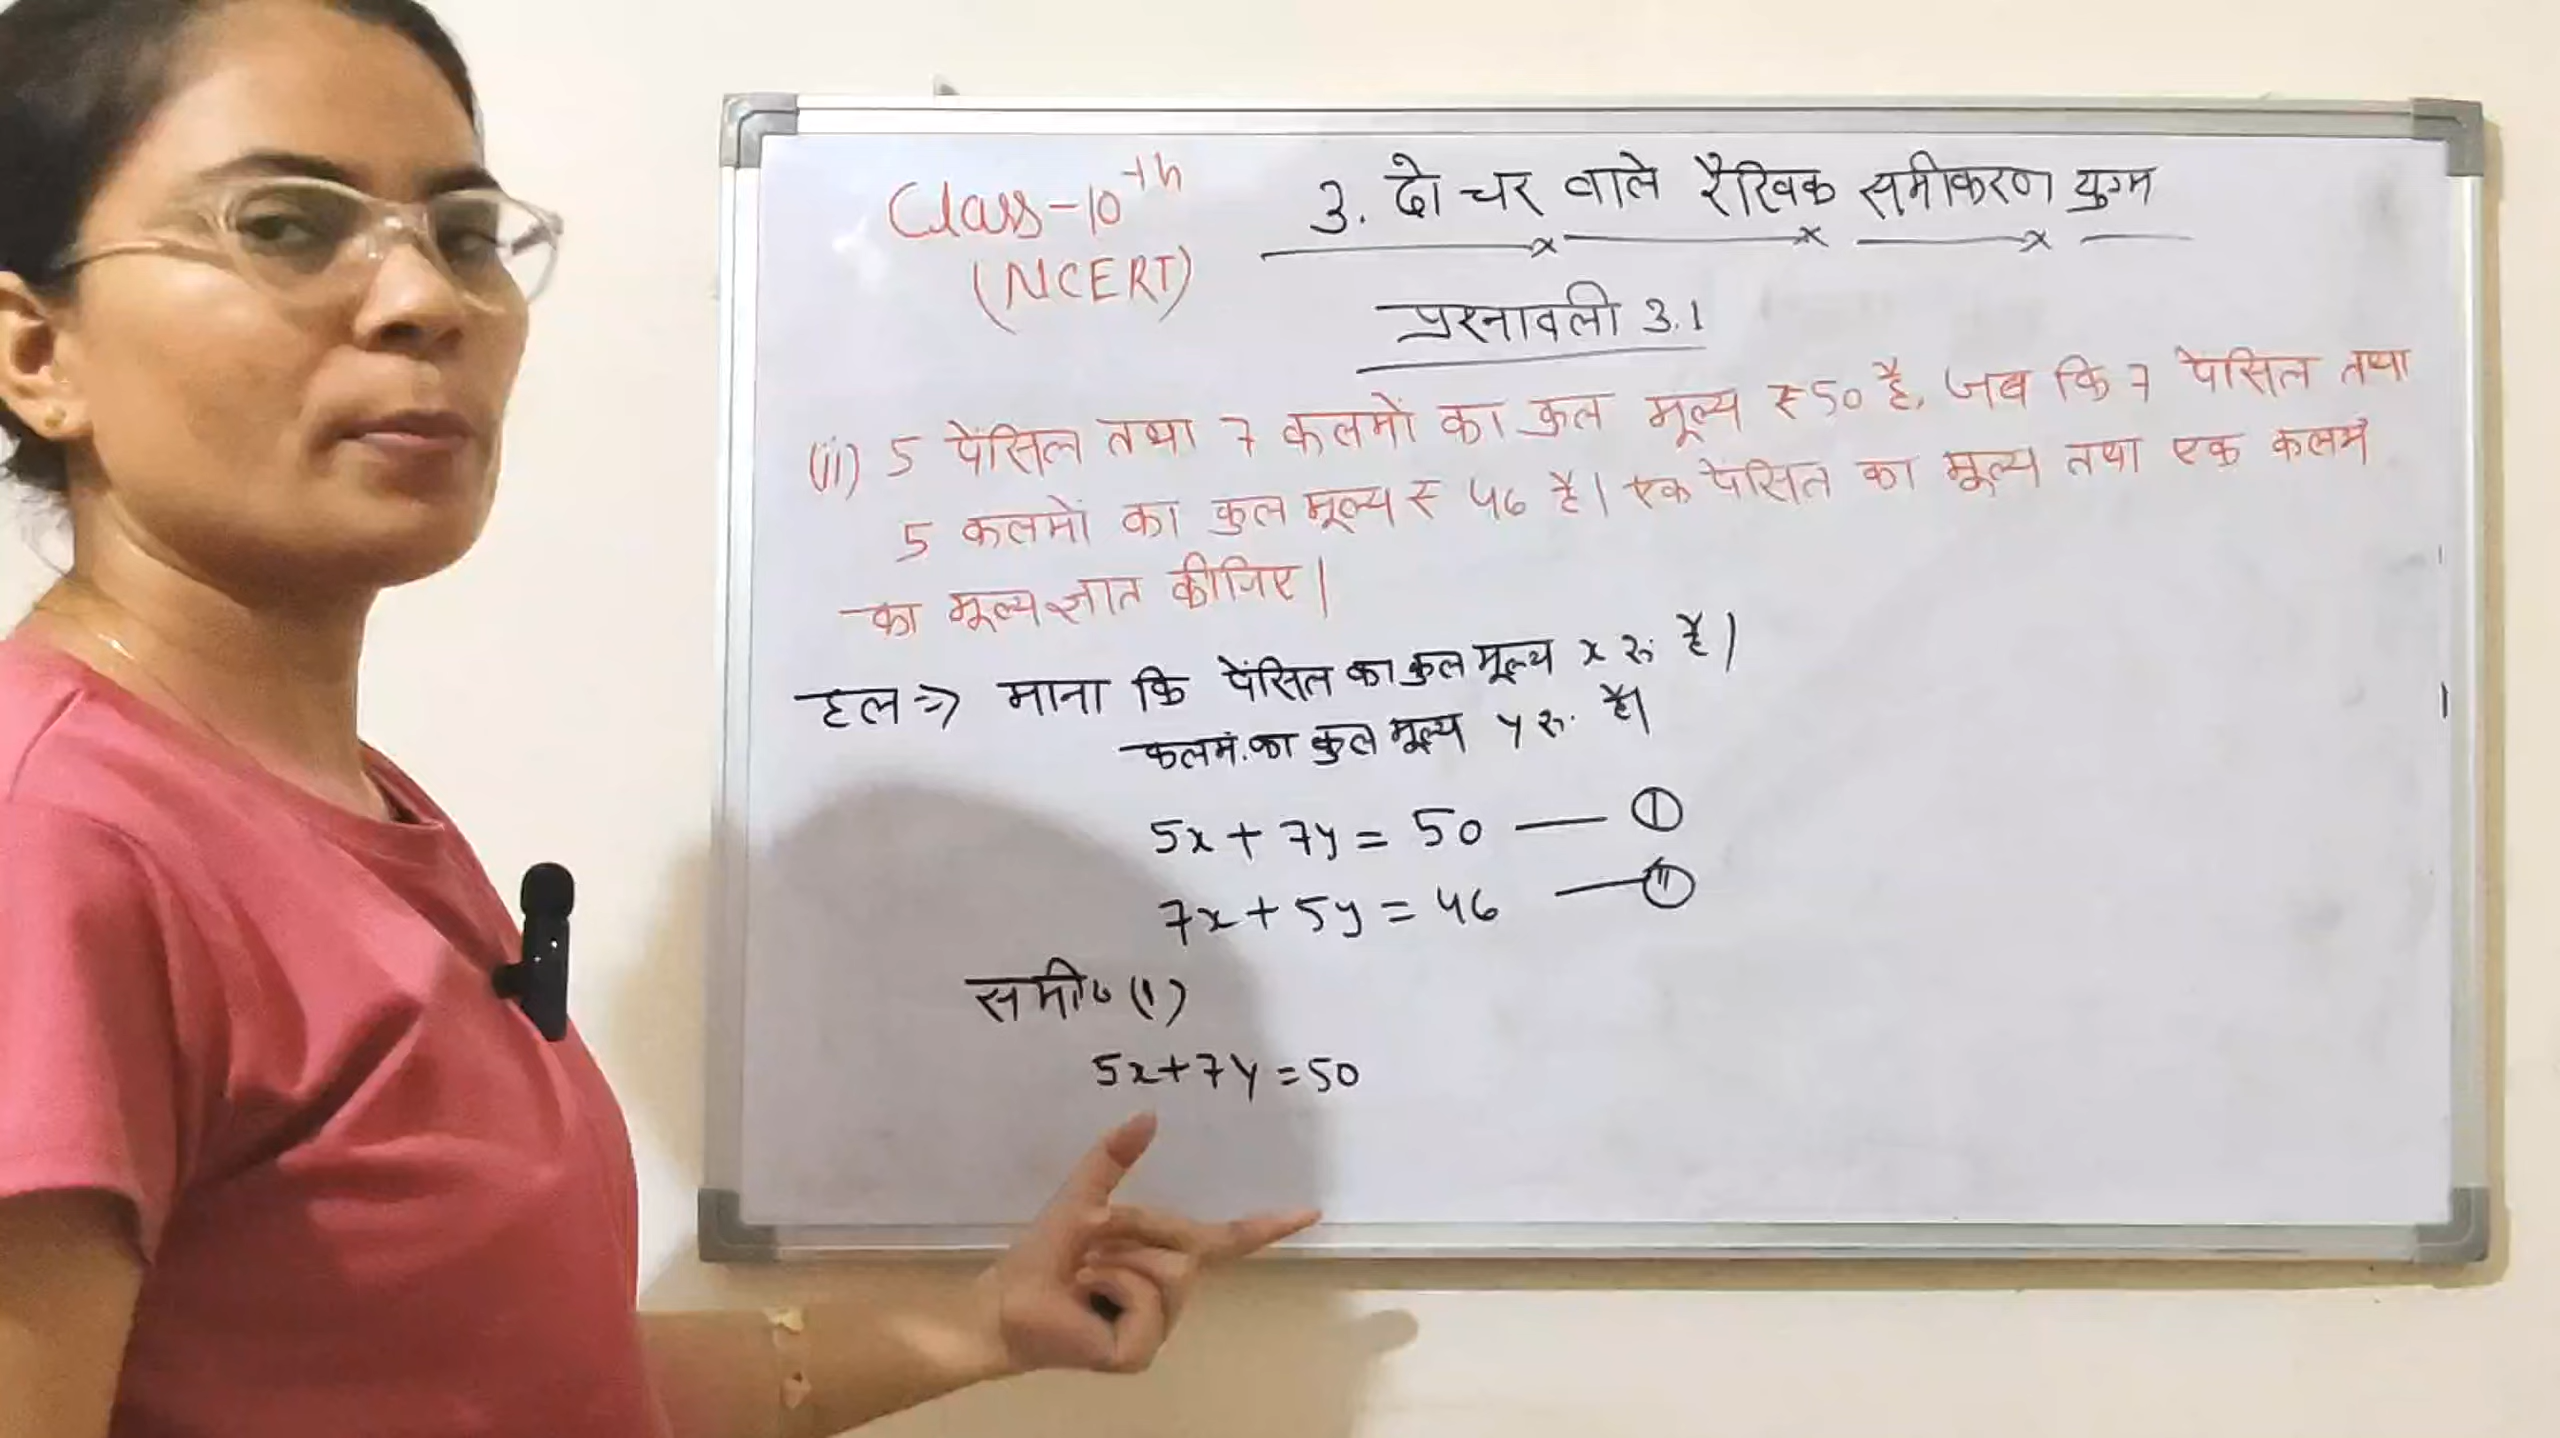 Class-10th
(NCERT)
3. दो चर वाले रैखिक समीकरण युग्म
प्रश्नावली 3.1
(ii) 5 पेंसिल तथा 7 कलमों का कुल मूल्य ₹50 है, जब कि 7 पेंसिल तथा
5 कलमों का कुल मूल्य ₹ 46 है। एक पेंसिल का मूल्य तथा एक कलम
का मूल्य ज्ञात कीजिए।
हल⇒ माना कि पेंसिल का कुल मूल्य x रु. है।
कलम का कुल मूल्य y रु. है।
5x + 7y = 50 — (I)
7x + 5y = 46 — (II)
समी० (1)
5x+7y=50